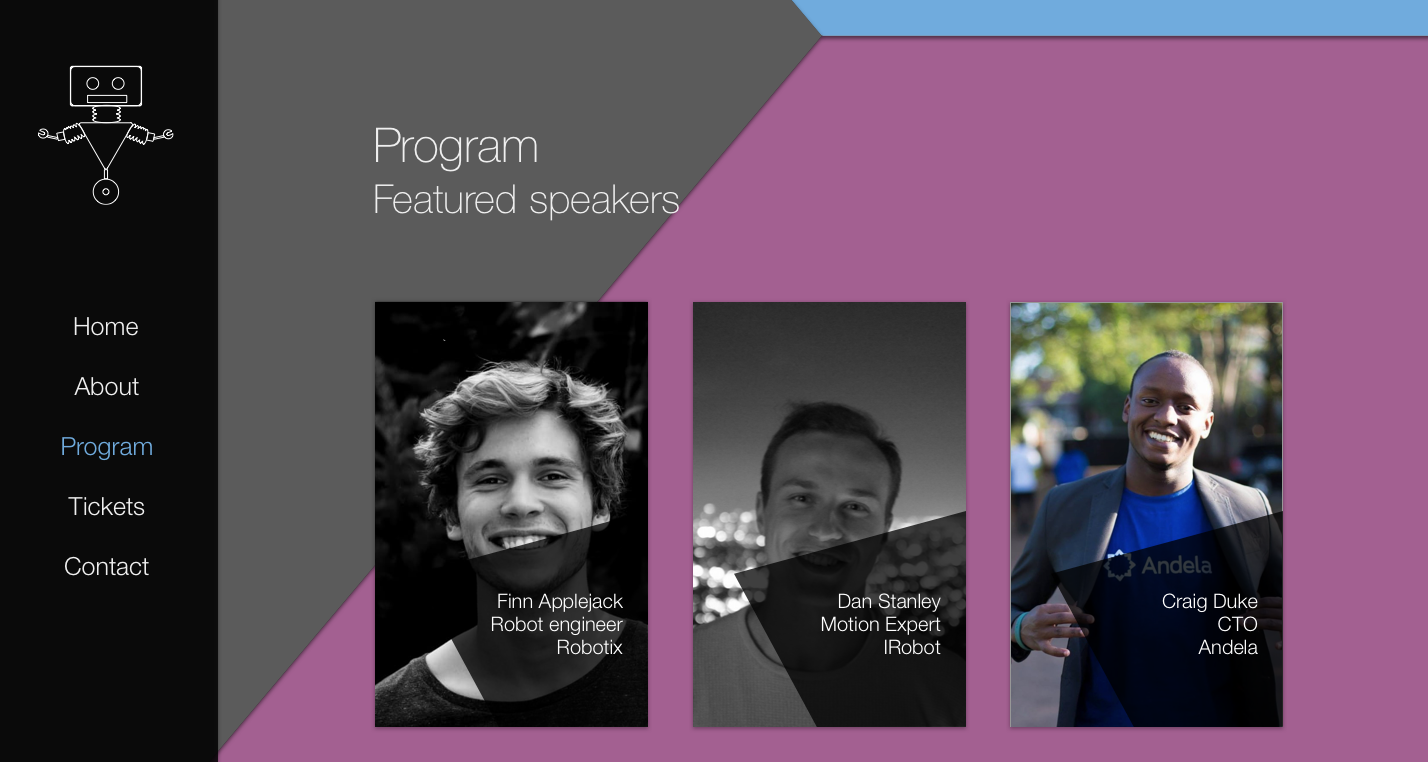 Home
About
Program
Tickets
Contact
Program
Featured speakers
Finn Applejack
Robot engineer
Robotix
Dan Stanley
Motion Expert
IRobot
Andela
Craig Duke
CTO
Andela